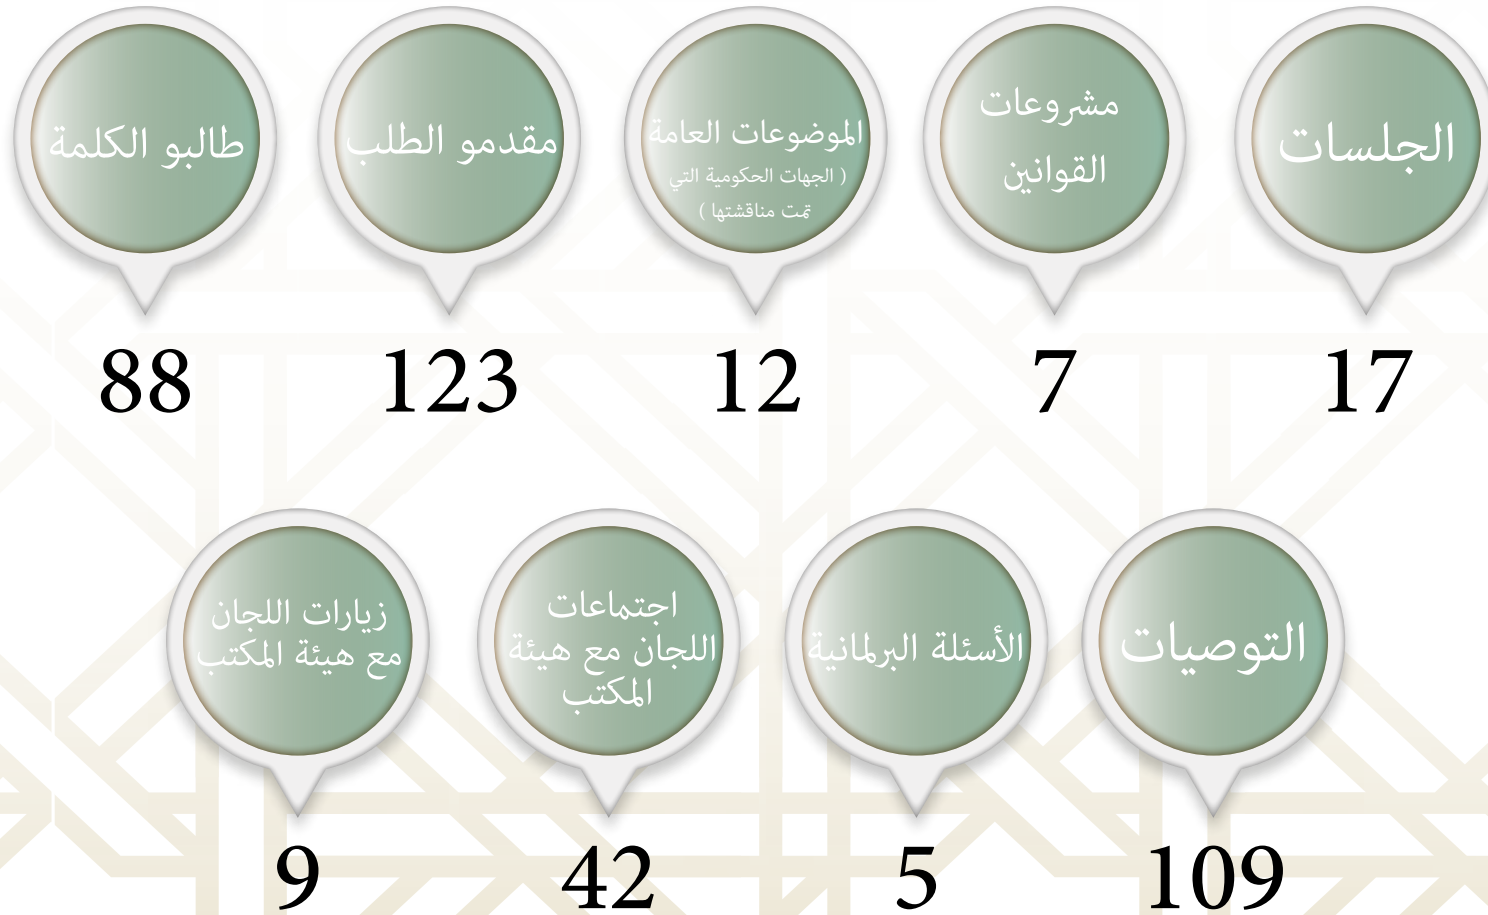 الجلسات
17
مشروعات
القوانين
7
الموضوعات العامة
( الجهات الحكومية التي
تمت مناقشتها )
12
مقدمو الطلب
123
طالبو الكلمة
88
التوصيات
109
الأسئلة البرلمانية
5
اجتماعات
اللجان مع هيئة
المكتب
42
زيارات اللجان
مع هيئة المكتب
9